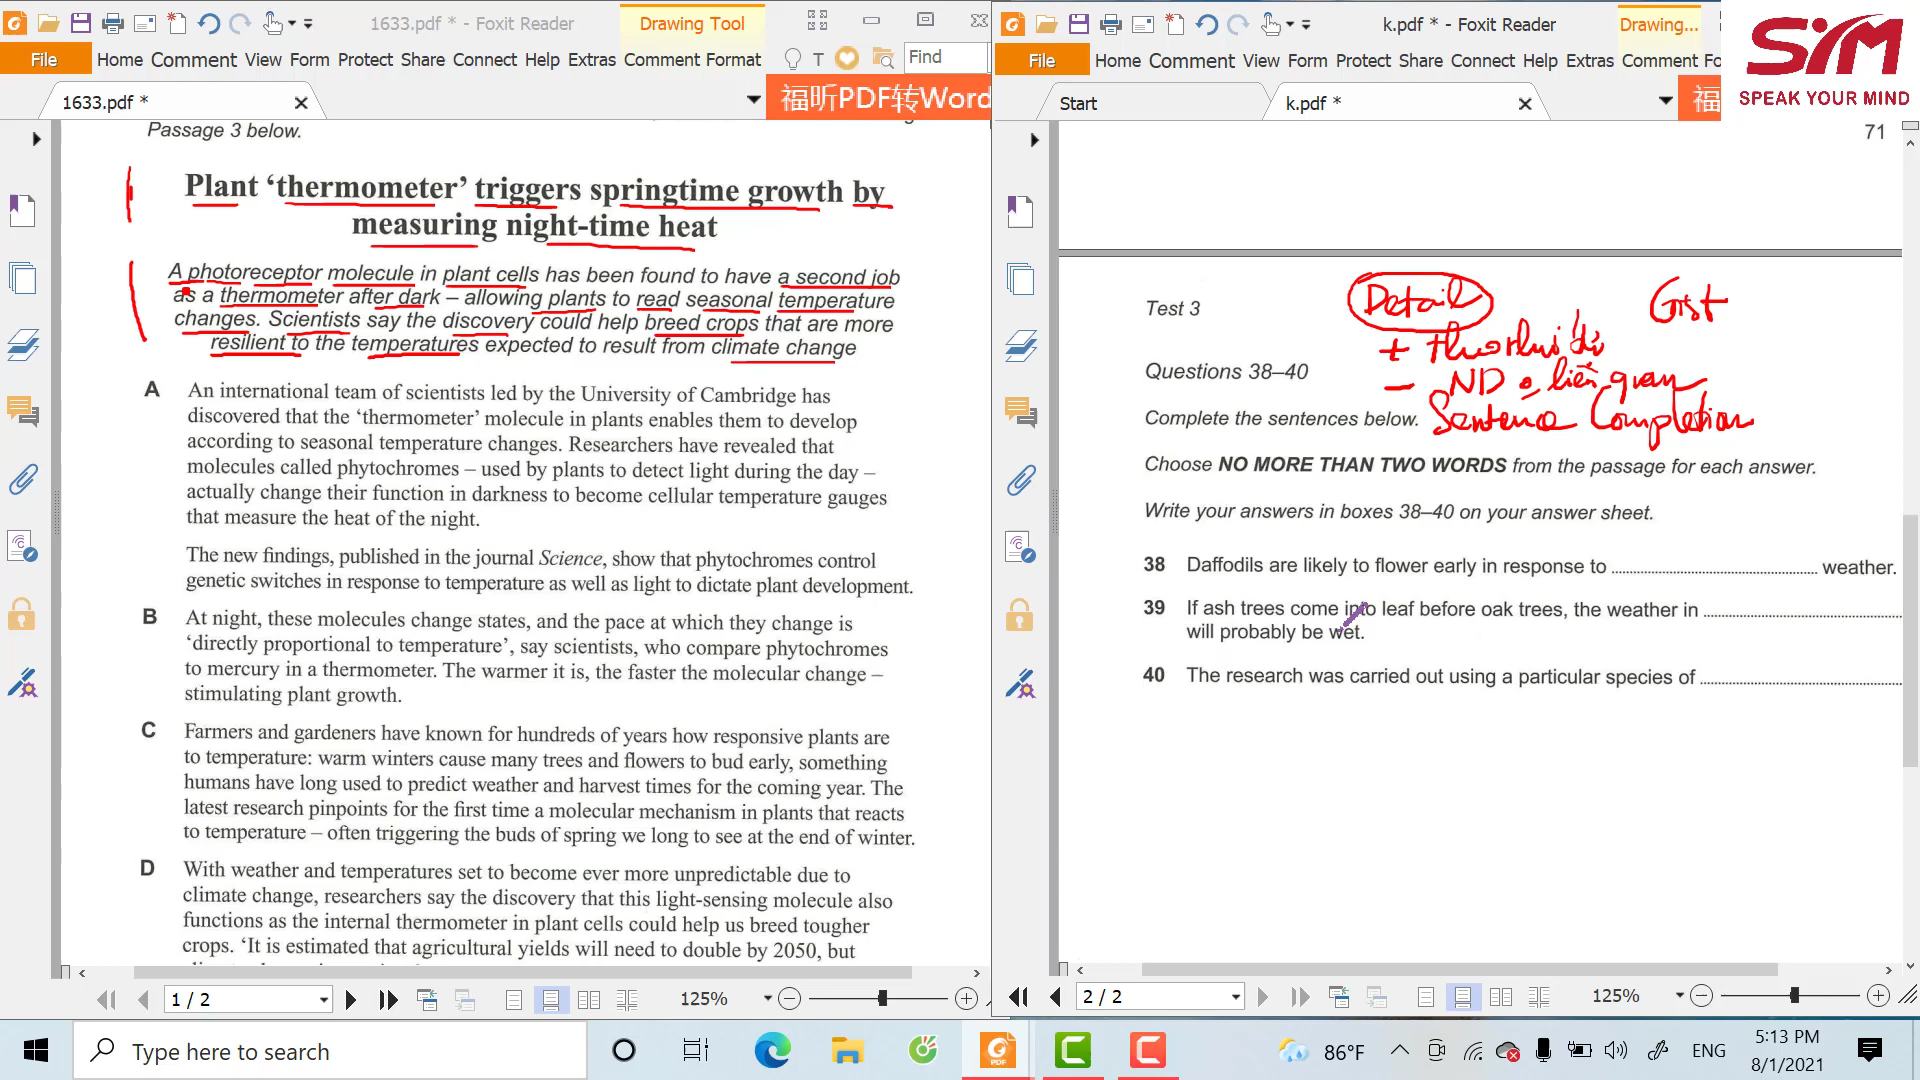 1633.pdf * - Foxit Reader
Drawing Tool
File Home Comment View Form Protect Share Connect Help Extras Comment Format
Find
1633.pdf *
福昕PDF转Word
Passage 3 below.
Plant ‘thermometer’ triggers springtime growth by
measuring night-time heat
A photoreceptor molecule in plant cells has been found to have a second job
as a thermometer after dark – allowing plants to read seasonal temperature
changes. Scientists say the discovery could help breed crops that are more
resilient to the temperatures expected to result from climate change
A An international team of scientists led by the University of Cambridge has
discovered that the ‘thermometer’ molecule in plants enables them to develop
according to seasonal temperature changes. Researchers have revealed that
molecules called phytochromes – used by plants to detect light during the day –
actually change their function in darkness to become cellular temperature gauges
that measure the heat of the night.
The new findings, published in the journal Science, show that phytochromes control
genetic switches in response to temperature as well as light to dictate plant development.
B At night, these molecules change states, and the pace at which they change is
‘directly proportional to temperature’, say scientists, who compare phytochromes
to mercury in a thermometer. The warmer it is, the faster the molecular change –
stimulating plant growth.
C Farmers and gardeners have known for hundreds of years how responsive plants are
to temperature: warm winters cause many trees and flowers to bud early, something
humans have long used to predict weather and harvest times for the coming year. The
latest research pinpoints for the first time a molecular mechanism in plants that reacts
to temperature – often triggering the buds of spring we long to see at the end of winter.
D With weather and temperatures set to become ever more unpredictable due to
climate change, researchers say the discovery that this light-sensing molecule also
functions as the internal thermometer in plant cells could help us breed tougher
crops. ‘It is estimated that agricultural yields will need to double by 2050, but
1 / 2
125%
k.pdf * - Foxit Reader
Drawing...
File Home Comment View Form Protect Share Connect Help Extras Comment Fo
SIM
SPEAK YOUR MIND
Start
k.pdf *
福
71
Test 3
Detail
Gist
ND liên quan
Sentence Completion
Questions 38–40
Complete the sentences below.
Choose NO MORE THAN TWO WORDS from the passage for each answer.
Write your answers in boxes 38–40 on your answer sheet.
38 Daffodils are likely to flower early in response to .................... weather.
39 If ash trees come into leaf before oak trees, the weather in ....................
will probably be wet.
40 The research was carried out using a particular species of ....................
2 / 2
125%
Type here to search
86°F
ENG
5:13 PM
8/1/2021